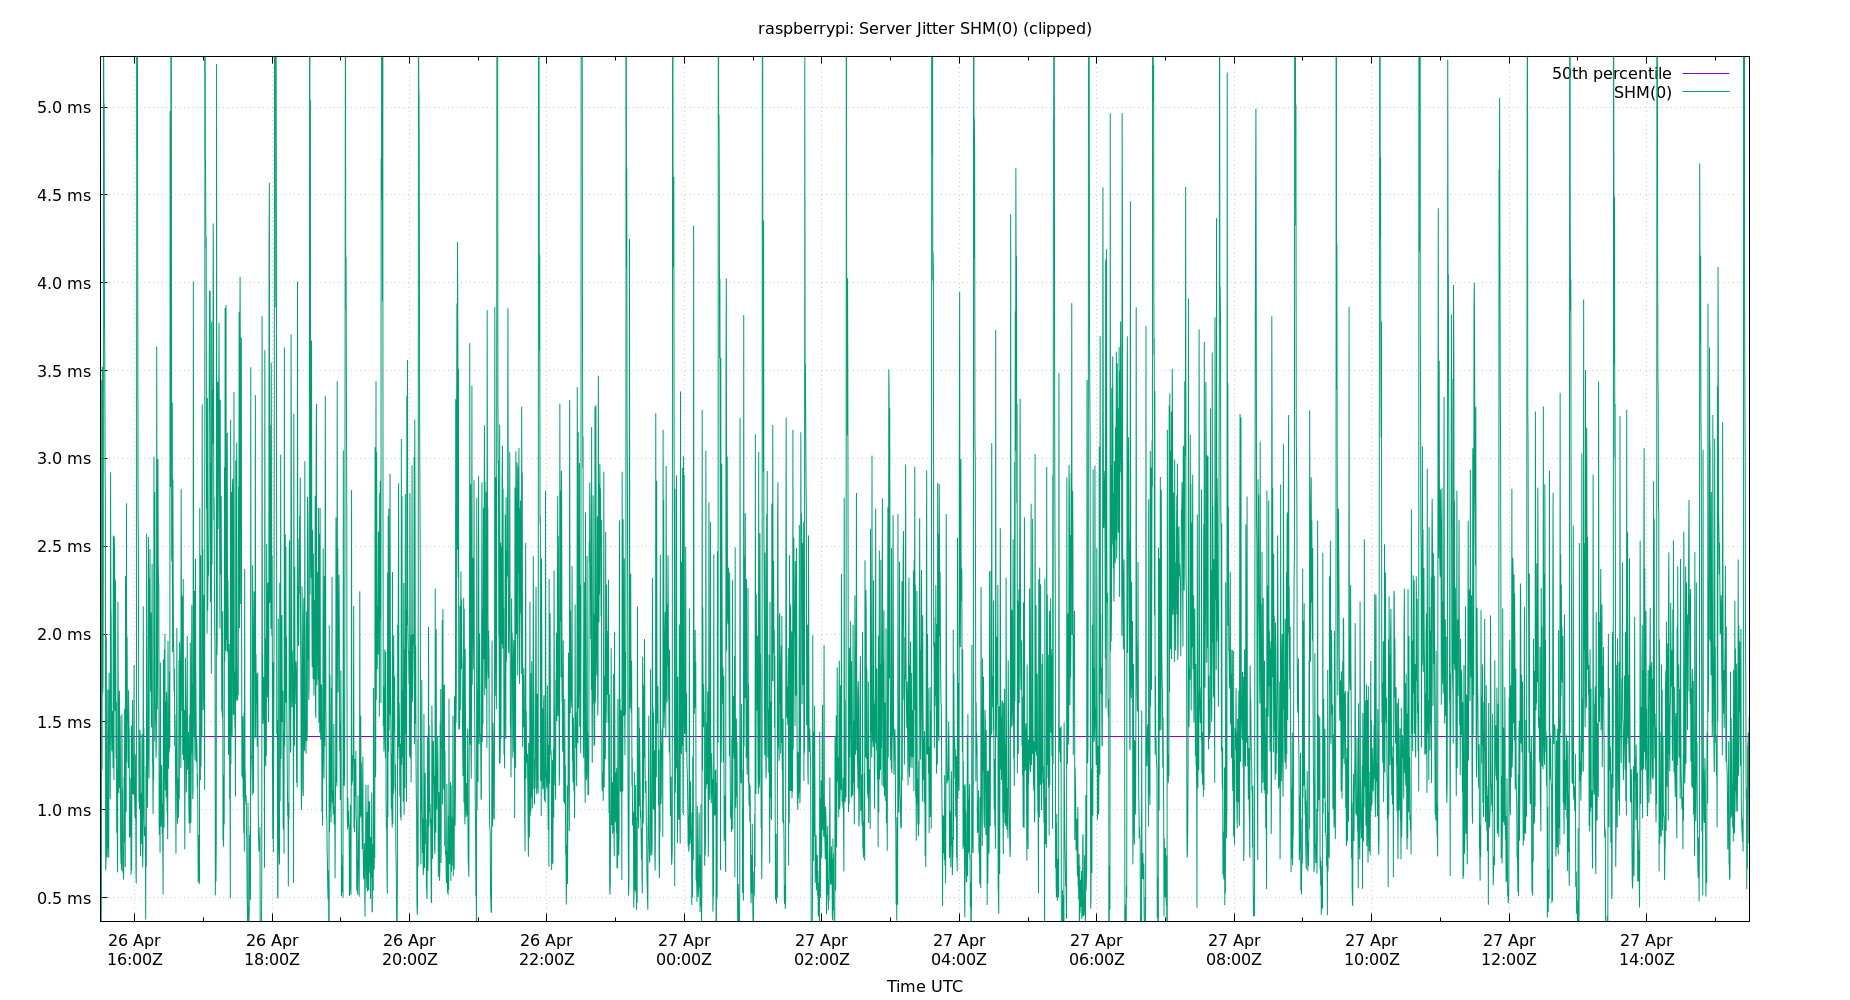 raspberrypi: Server Jitter SHM(0) (clipped)
50th percentile
SHM(0)
5.0 ms
4.5 ms
4.0 ms
3.5 ms
3.0 ms
2.5 ms
2.0 ms
1.5 ms
1.0 ms
0.5 ms
26 Apr 26 Apr 26 Apr 26 Apr 27 Apr 27 Apr 27 Apr 27 Apr 27 Apr 27 Apr 27 Apr 27 Apr
16:00Z 18:00Z 20:00Z 22:00Z 00:00Z 02:00Z 04:00Z 06:00Z 08:00Z 10:00Z 12:00Z 14:00Z
Time UTC